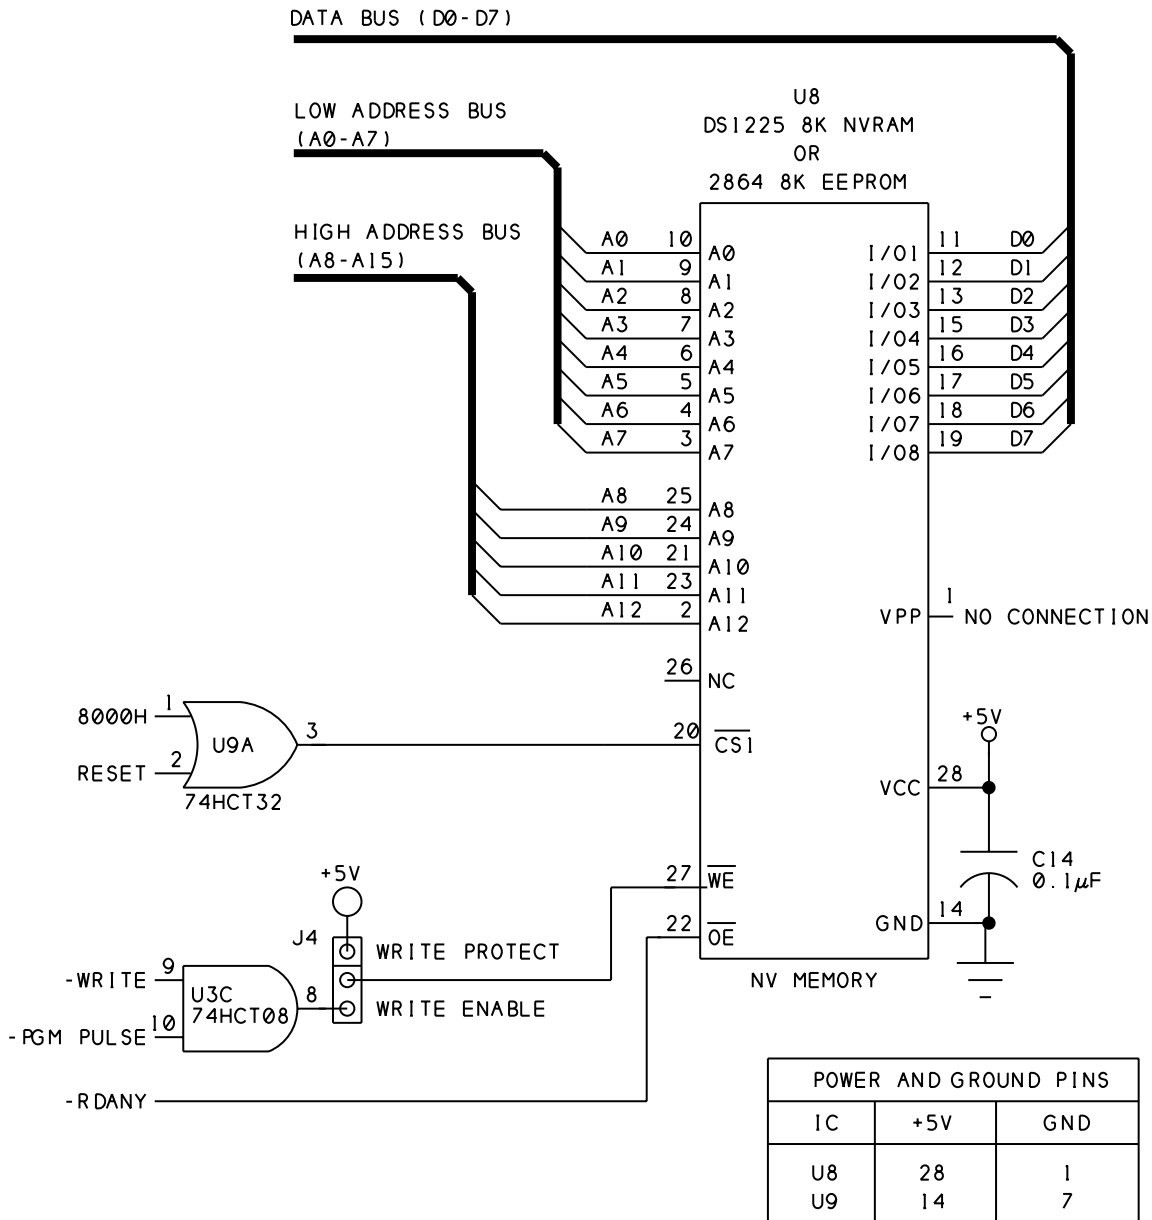 DATA BUS (D0-D7)
LOW ADDRESS BUS
(A0-A7)
HIGH ADDRESS BUS
(A8-A15)
U8
DS1225 8K NVRAM
OR
2864 8K EEPROM
A0 10 A0
A1 9 A1
A2 8 A2
A3 7 A3
A4 6 A4
A5 5 A5
A6 4 A6
A7 3 A7
A8 25 A8
A9 24 A9
A10 21 A10
A11 23 A11
A12 2 A12
26 NC
I/O1 11 D0
I/O2 12 D1
I/O3 13 D2
I/O4 15 D3
I/O5 16 D4
I/O6 17 D5
I/O7 18 D6
I/O8 19 D7
VPP 1 NO CONNECTION
8000H 1
RESET 2
U9A
74HCT32
3
20 CS1
+5V
VCC 28
C14
0.1µF
GND 14
27 WE
22 OE
NV MEMORY
+5V
J4
WRITE PROTECT
WRITE ENABLE
-WRITE 9
-PGM PULSE 10
U3C
74HCT08
8
-RDANY
POWER AND GROUND PINS
IC +5V GND
U8 28 1
U9 14 7